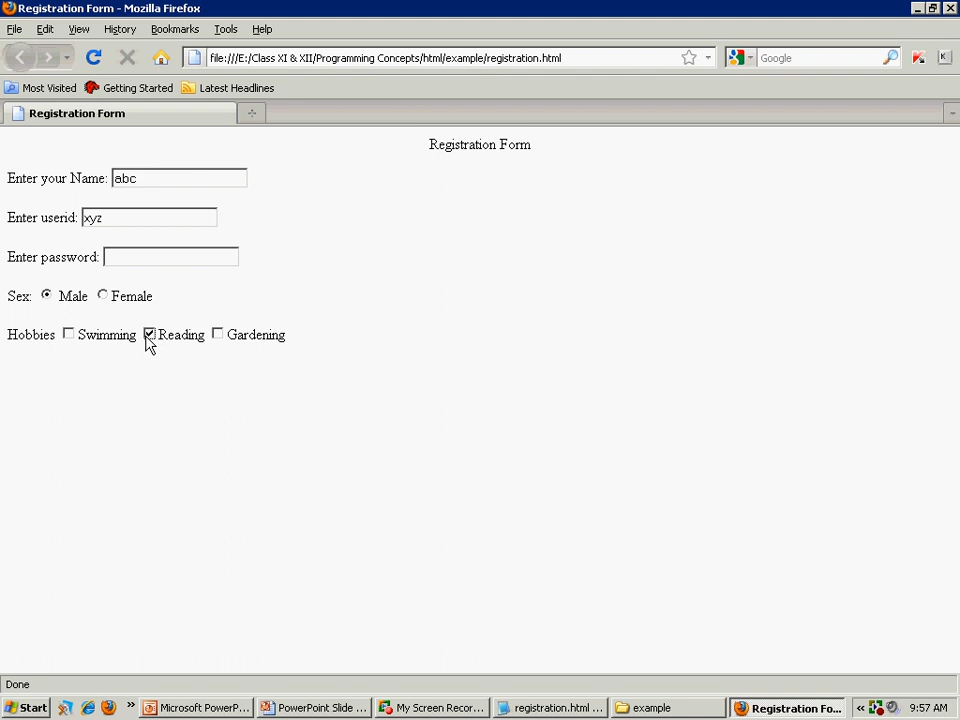 Registration Form - Mozilla Firefox
File Edit View History Bookmarks Tools Help
file:///E:/Class XI & XII/Programming Concepts/html/example/registration.html Google
Most Visited Getting Started Latest Headlines
Registration Form
Registration Form
Enter your Name: abc
Enter userid: xyz
Enter password:
Sex: Male Female
Hobbies Swimming Reading Gardening
Done
Start » Microsoft PowerP... PowerPoint Slide ... My Screen Recor... registration.html ... example Registration Fo... « 9:57 AM